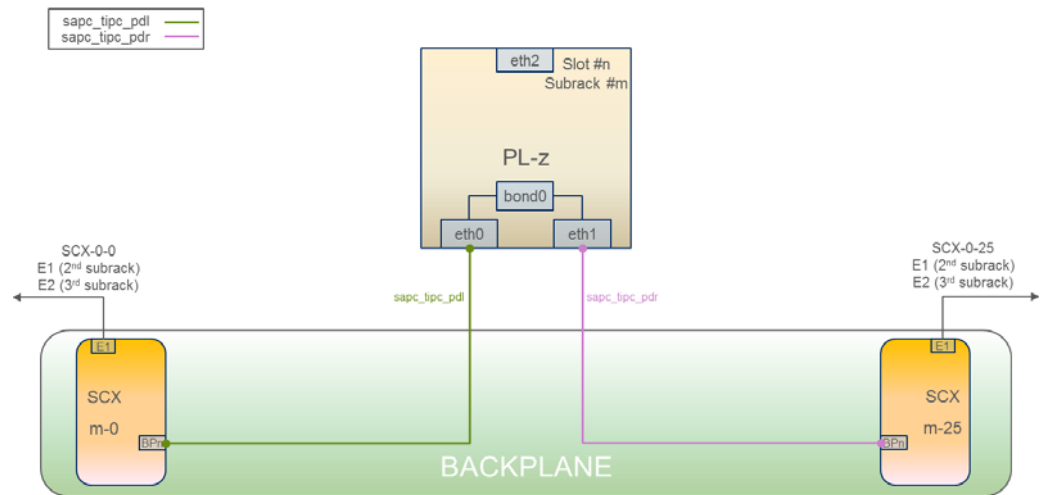 sapc_tipc_pdl
sapc_tipc_pdr
eth2
Slot #n
Subrack #m
PL-z
bond0
eth0
eth1
SCX-0-0
E1 (2nd subrack)
E2 (3rd subrack)
SCX-0-25
E1 (2nd subrack)
E2 (3rd subrack)
sapc_tipc_pdl
sapc_tipc_pdr
E1
SCX
m-0
BPn
E1
SCX
m-25
BPn
BACKPLANE